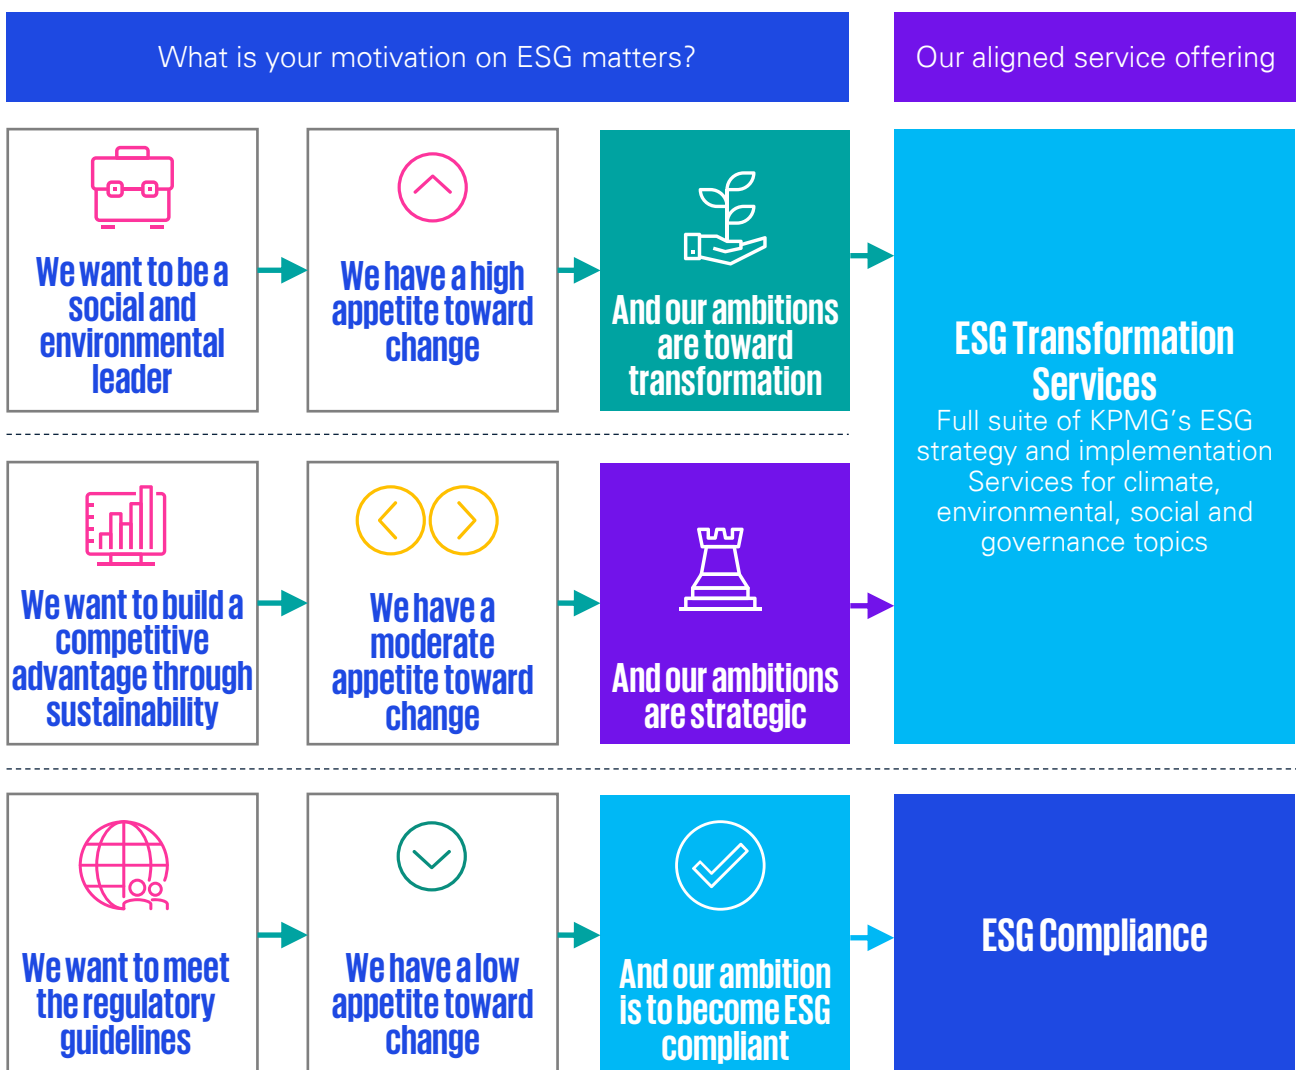 What is your motivation on ESG matters?
Our aligned service offering
We want to be a
social and
environmental
leader
We have a high
appetite toward
change
And our ambitions
are toward
transformation
ESG Transformation
Services
Full suite of KPMG's ESG
strategy and implementation
Services for climate,
environmental, social and
governance topics
We want to build a
competitive
advantage through
sustainability
We have a
moderate
appetite toward
change
And our ambitions
are strategic
We want to meet
the regulatory
guidelines
We have a low
appetite toward
change
And our ambition
is to become ESG
compliant
ESG Compliance